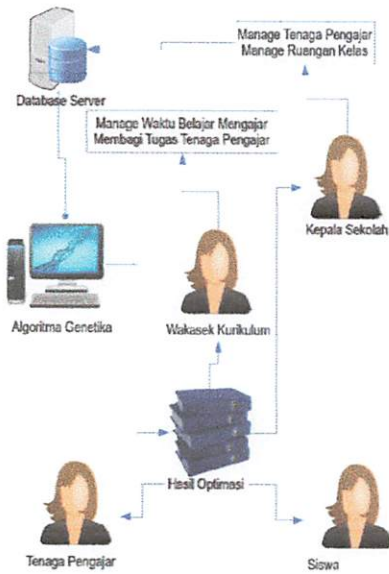 Manage Tenaga Pengajar
Manage Ruangan Kelas
Database Server
Manage Waktu Belajar Mengajar
Membagi Tugas Tenaga Pengajar
Kepala Sekolah
Algoritma Genetika
Wakasek Kurikulum
Hasil Optimasi
Tenaga Pengajar
Siswa